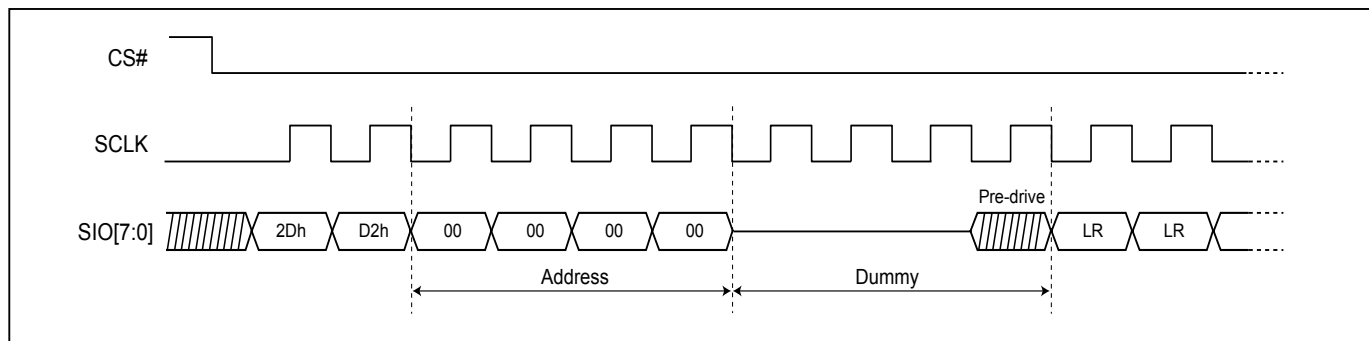 CS#
SCLK
Pre-drive
SIO[7:0] 2Dh D2h 00 00 00 00 LR LR
Address Dummy